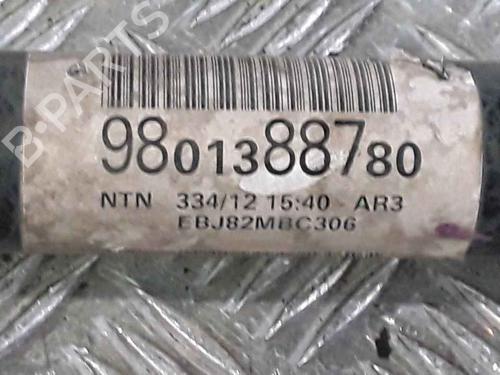 9801388780
NTN 334/12 15:40 - AR3
EBJ82MBC306
B-PARTS